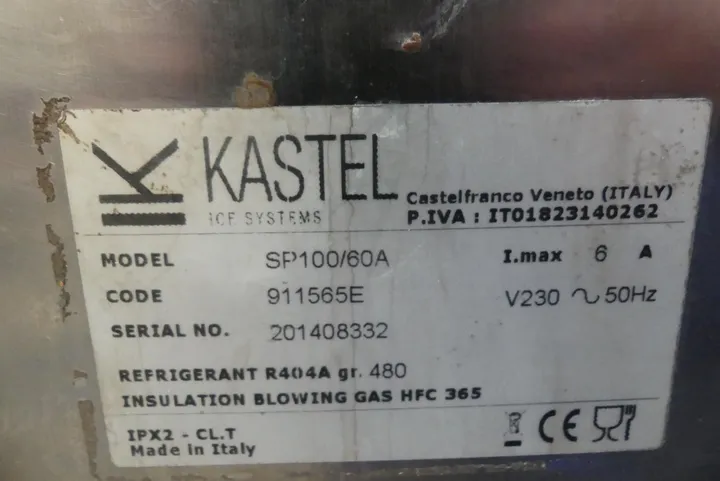 KASTEL
ICE SYSTEMS
Castelfranco Veneto (ITALY)
P.IVA : IT01823140262
MODEL SP100/60A I.max 6 A
CODE 911565E V230 ~ 50Hz
SERIAL NO. 201408332
REFRIGERANT R404A gr. 480
INSULATION BLOWING GAS HFC 365
IPX2 - CL.T
Made in Italy
CE